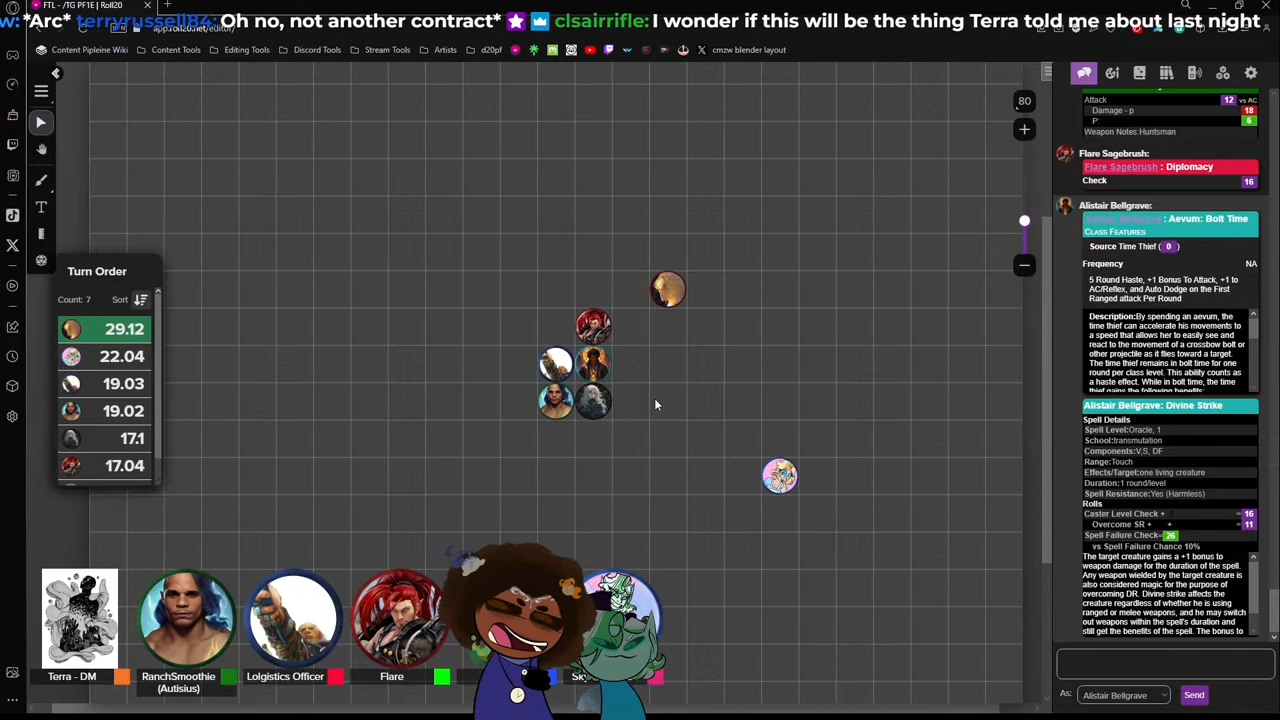 FTL - /TG PF1E | Roll20
w: *Arc* terryrussell84: Oh no, not another contract* clsairrifle: I wonder if this will be the thing Terra told me about last night
app.roll20.net/editor/
Content Pipleine Wiki
Content Tools
Editing Tools
Discord Tools
Stream Tools
Artists
d20pf
cmzw blender layout
80
Turn Order
Count: 7 Sort
29.12
22.04
19.03
19.02
17.1
17.04
Attack 12 vs AC
Damage - p 18
P: 6
Weapon Notes:Huntsman
Flare Sagebrush:
Flare Sagebrush : Diplomacy
Check 16
Alistair Bellgrave:
Alistair Bellgrave : Aevum: Bolt Time
CLASS FEATURES
Source Time Thief ( 0 )
Frequency NA
5 Round Haste, +1 Bonus To Attack, +1 to
AC/Reflex, and Auto Dodge on the First
Ranged attack Per Round
Description:By spending an aevum, the
time thief can accelerate his movements to
a speed that allows her to easily see and
react to the movement of a crossbow bolt or
other projectile as it flies toward a target.
The time thief remains in bolt time for one
round per class level. This ability counts as
a haste effect. While in bolt time, the time
thief gains the following benefits:
Alistair Bellgrave: Divine Strike
Spell Details
Spell Level:Oracle, 1
School:transmutation
Components:V,S, DF
Range:Touch
Effects/Target:one living creature
Duration:1 round/level
Spell Resistance:Yes (Harmless)
Rolls
Caster Level Check + = 16
Overcome SR + + = 11
Spell Failure Check= 26
vs Spell Failure Chance 10%
The target creature gains a +1 bonus to
weapon damage for the duration of the spell.
Any weapon wielded by the target creature is
also considered magic for the purpose of
overcoming DR. Divine strike affects the
creature regardless of whether he is using
ranged or melee weapons, and he may switch
out weapons within the spell's duration and
still get the benefits of the spell. The bonus to
Terra - DM
RanchSmoothie
(Autisius)
Lolgistics Officer
Flare
As: Alistair Bellgrave
Send